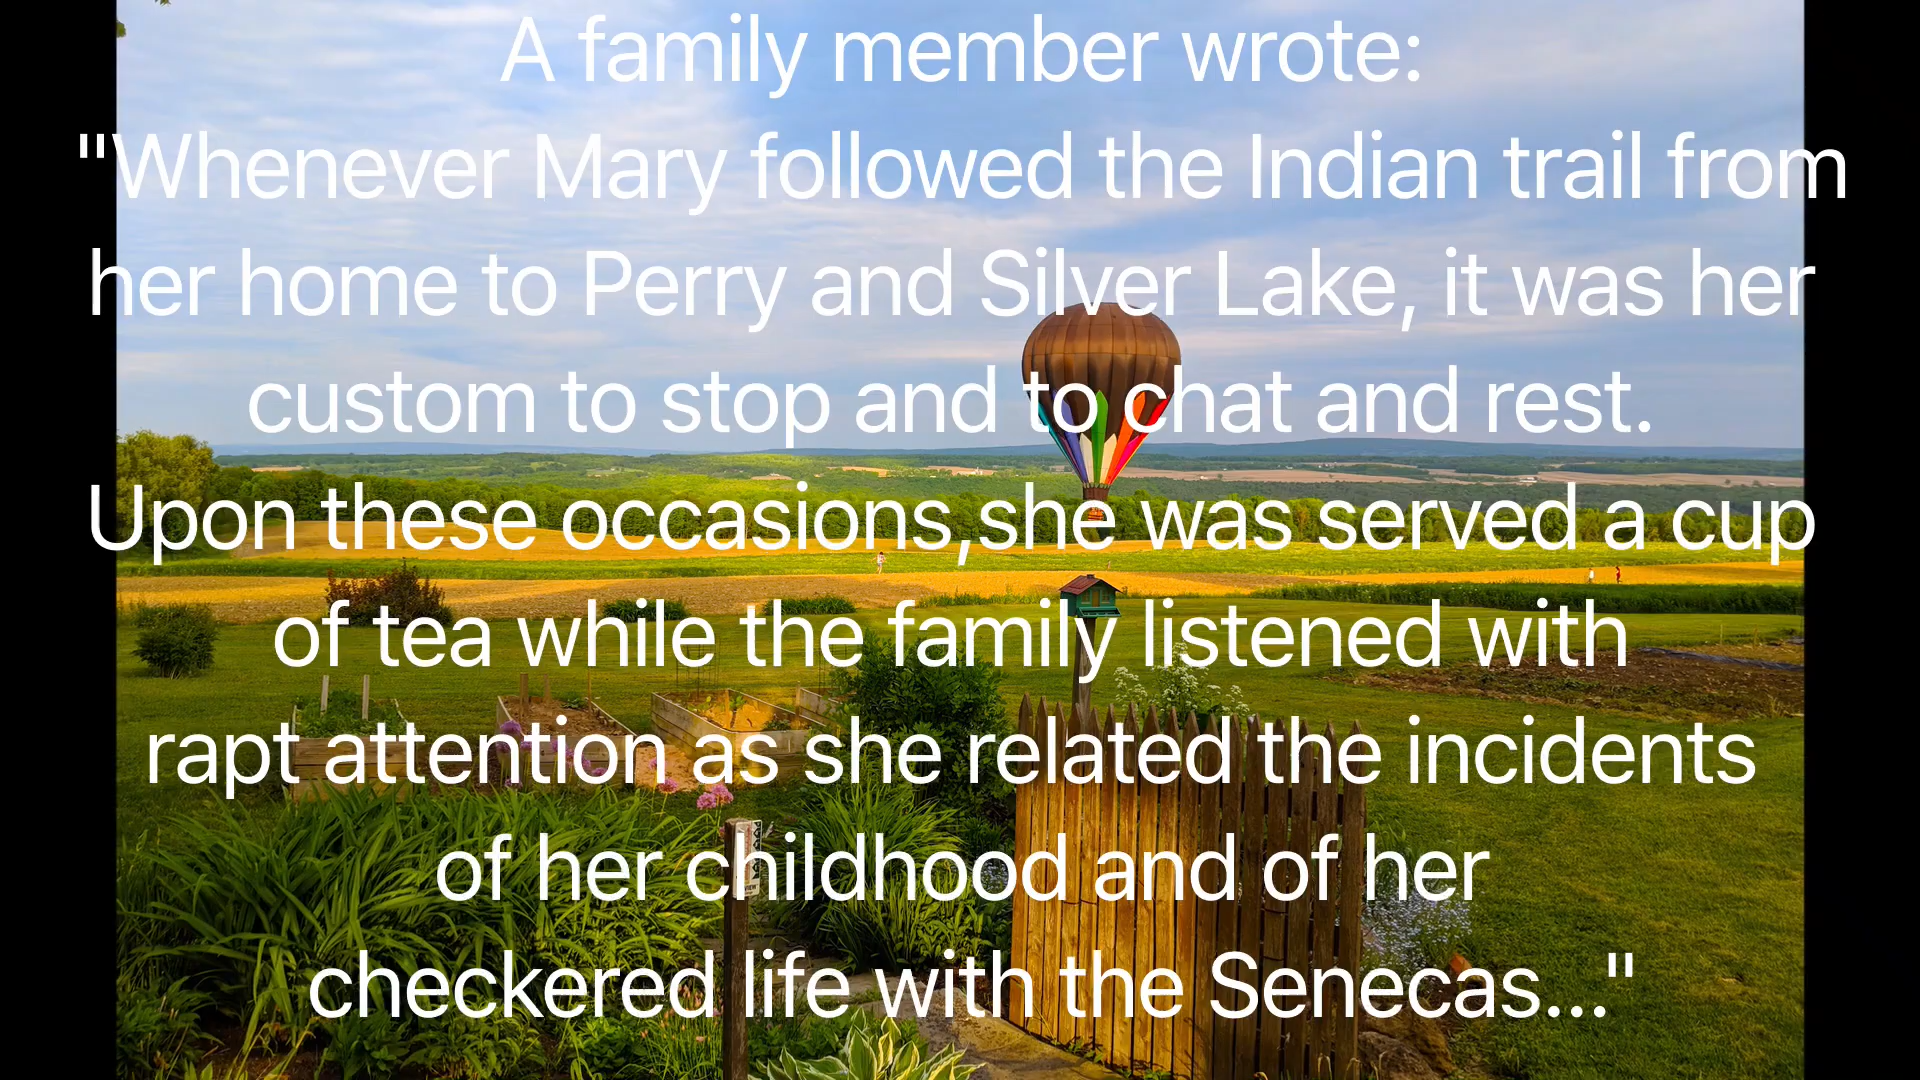 A family member wrote:
"Whenever Mary followed the Indian trail from
her home to Perry and Silver Lake, it was her
custom to stop and to chat and rest.
Upon these occasions,she was served a cup
of tea while the family listened with
rapt attention as she related the incidents
of her childhood and of her
checkered life with the Senecas..."